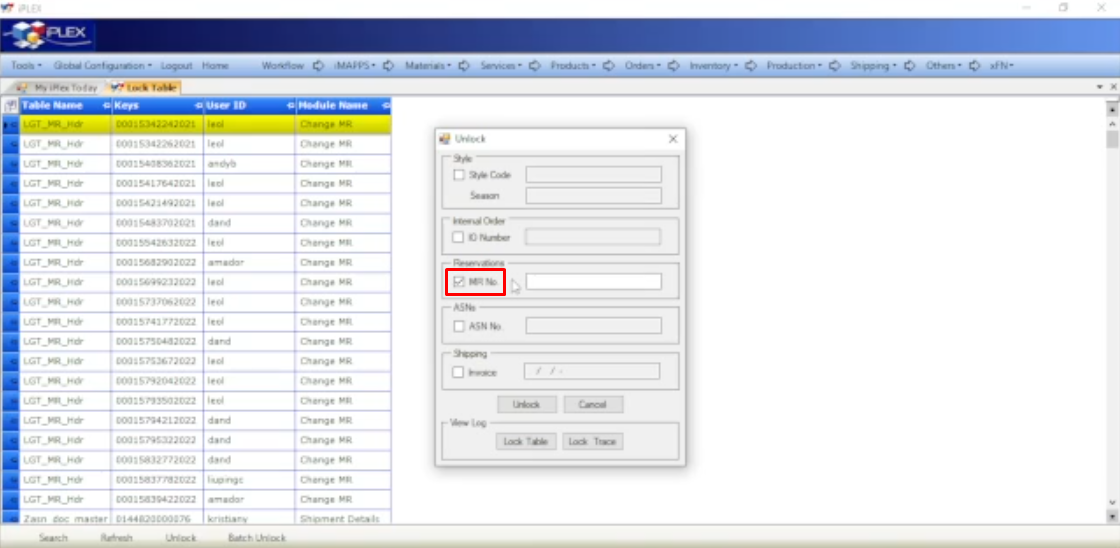 iPLEX
iPLEX
Tools Global Configuration Logout Home Workflow iMAPPS Materials Services Products Orders Inventory Production Shipping Others xFN
My iPlex Today Lock Table
Table Name Keys User ID Module Name
LGT_MR_Hdr 00015342242021 leol Change MR
LGT_MR_Hdr 00015342262021 leol Change MR
LGT_MR_Hdr 00015408362021 andyb Change MR
LGT_MR_Hdr 00015417642021 leol Change MR
LGT_MR_Hdr 00015421492021 leol Change MR
LGT_MR_Hdr 00015483702021 dand Change MR
LGT_MR_Hdr 00015542632022 leol Change MR
LGT_MR_Hdr 00015682902022 amador Change MR
LGT_MR_Hdr 00015699232022 leol Change MR
LGT_MR_Hdr 00015737062022 leol Change MR
LGT_MR_Hdr 00015741772022 leol Change MR
LGT_MR_Hdr 00015750482022 dand Change MR
LGT_MR_Hdr 00015753672022 leol Change MR
LGT_MR_Hdr 00015792042022 leol Change MR
LGT_MR_Hdr 00015793502022 leol Change MR
LGT_MR_Hdr 00015794212022 dand Change MR
LGT_MR_Hdr 00015795322022 dand Change MR
LGT_MR_Hdr 00015832772022 dand Change MR
LGT_MR_Hdr 00015837782022 liupingc Change MR
LGT_MR_Hdr 00015839422022 amador Change MR
Zasn_doc_master 0144820000076 kristiany Shipment Details
Unlock
Style
Style Code
Season
Internal Order
IO Number
Reservations
MR No.
ASNs
ASN No.
Shipping
Invoice / / -
Unlock Cancel
View Log
Lock Table Lock Trace
Search Refresh Unlock Batch Unlock